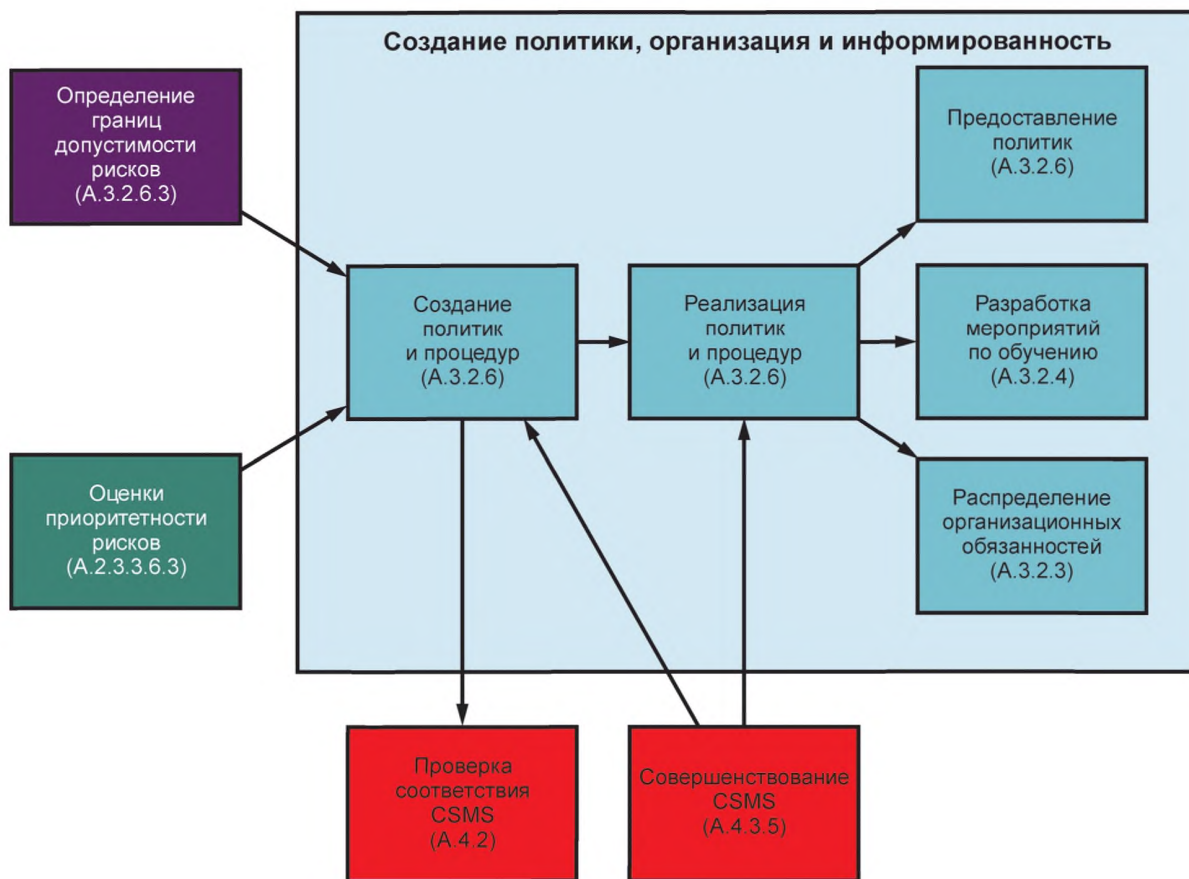 Создание политики, организация и информированность
Определение
границ
допустимости
рисков
(A.3.2.6.3)
Предоставление
политик
(A.3.2.6)
Создание
политик
и процедур
(A.3.2.6)
Реализация
политик
и процедур
(A.3.2.6)
Разработка
мероприятий
по обучению
(A.3.2.4)
Оценки
приоритетности
рисков
(A.2.3.3.6.3)
Распределение
организационных
обязанностей
(A.3.2.3)
Проверка
соответствия
CSMS
(A.4.2)
Совершенствование
CSMS
(A.4.3.5)